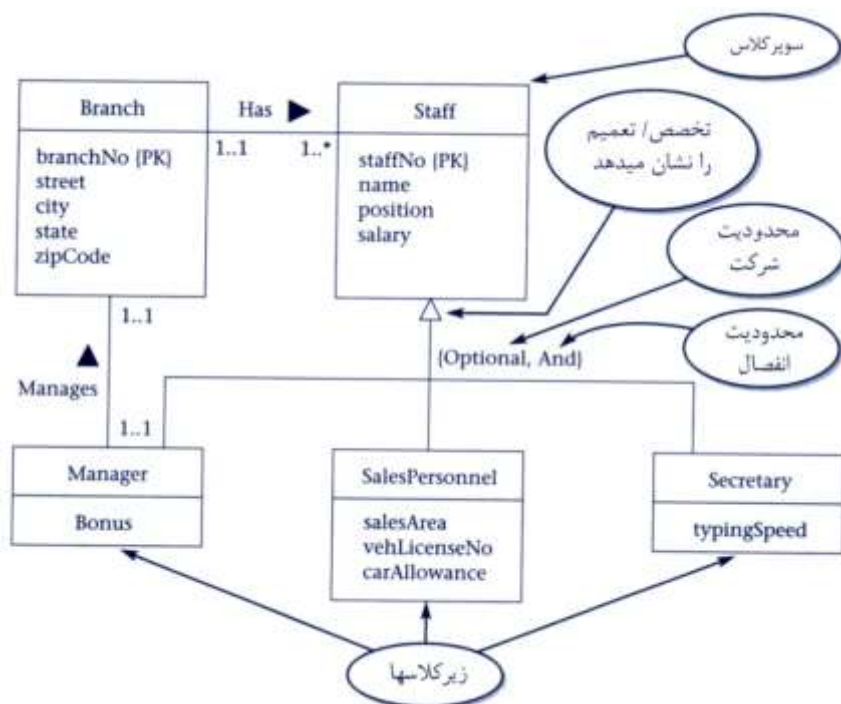 سوپرکلاس
Branch
Has
Staff
1..1
1..*
branchNo {PK}
street
city
state
zipCode
staffNo {PK}
name
position
salary
تخصص/ تعمیم
را نشان میدهد
محدودیت
شرکت
محدودیت
انفصال
{Optional, And}
1..1
Manages
1..1
Manager
Bonus
SalesPersonnel
salesArea
vehLicenseNo
carAllowance
Secretary
typingSpeed
زیرکلاسها